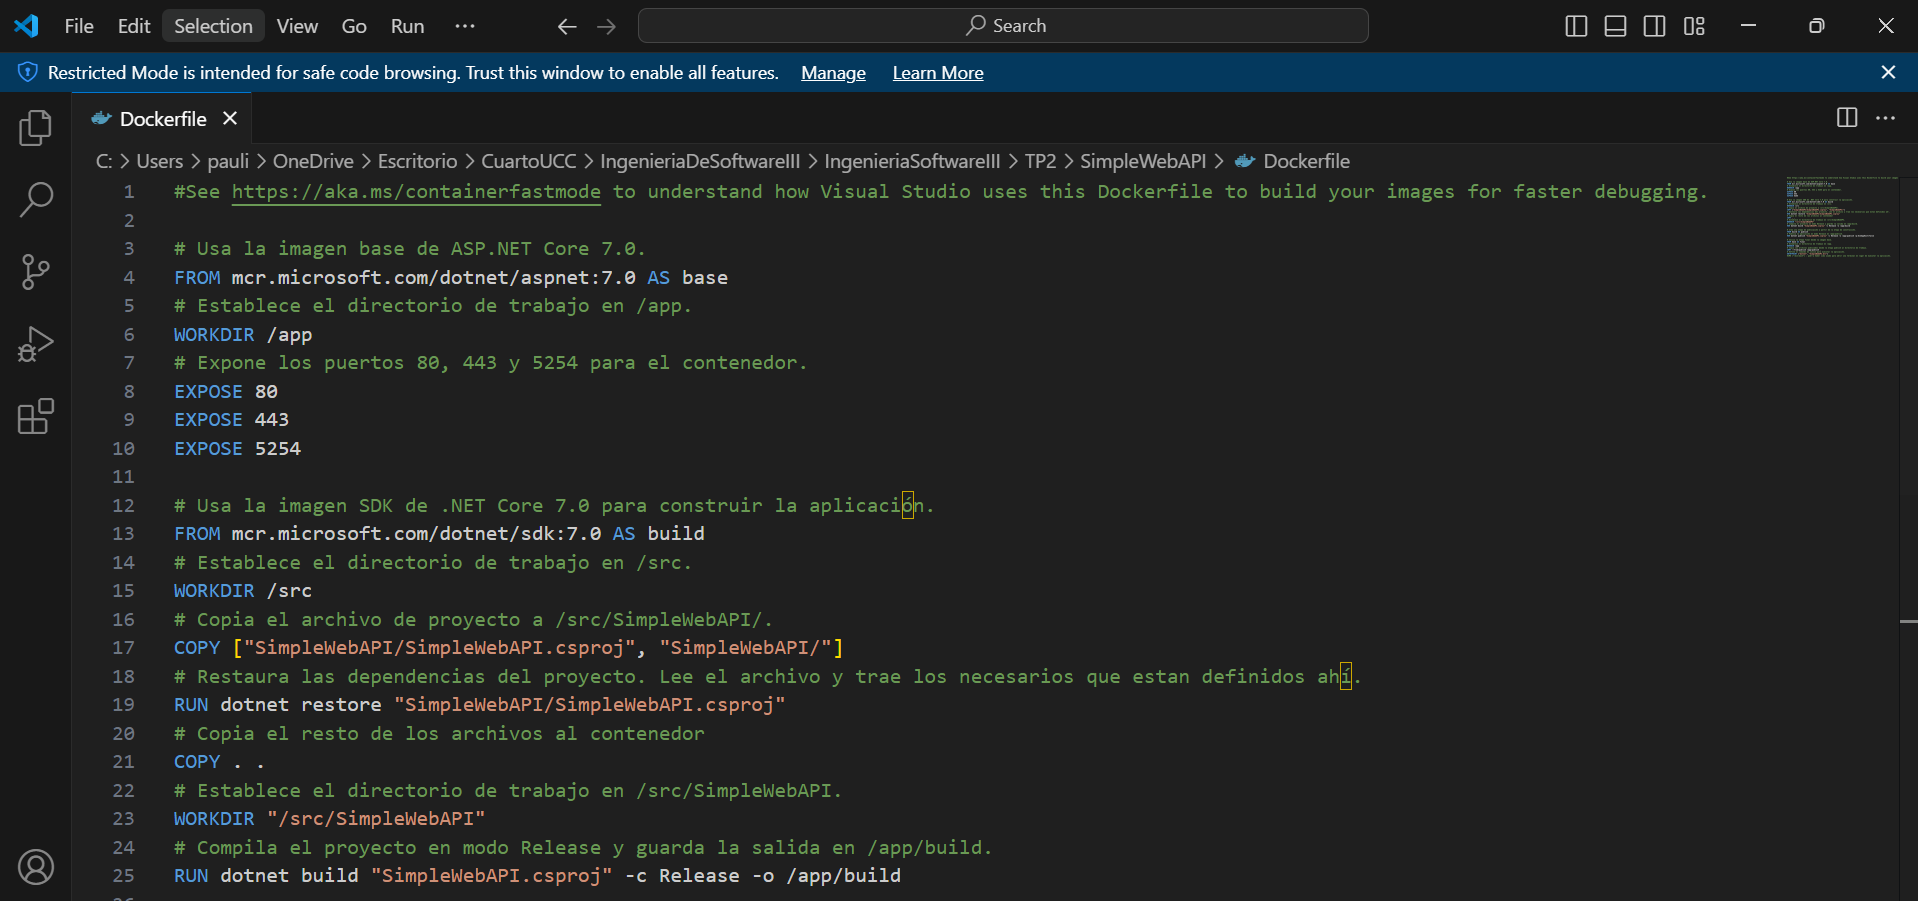 File Edit Selection View Go Run ··· Search
Restricted Mode is intended for safe code browsing. Trust this window to enable all features. Manage Learn More
Dockerfile
C: > Users > pauli > OneDrive > Escritorio > CuartoUCC > IngenieriaDeSoftwareIII > IngenieriaSoftwareIII > TP2 > SimpleWebAPI > Dockerfile
1 #See https://aka.ms/containerfastmode to understand how Visual Studio uses this Dockerfile to build your images for faster debugging.
2
3 # Usa la imagen base de ASP.NET Core 7.0.
4 FROM mcr.microsoft.com/dotnet/aspnet:7.0 AS base
5 # Establece el directorio de trabajo en /app.
6 WORKDIR /app
7 # Expone los puertos 80, 443 y 5254 para el contenedor.
8 EXPOSE 80
9 EXPOSE 443
10 EXPOSE 5254
11
12 # Usa la imagen SDK de .NET Core 7.0 para construir la aplicación.
13 FROM mcr.microsoft.com/dotnet/sdk:7.0 AS build
14 # Establece el directorio de trabajo en /src.
15 WORKDIR /src
16 # Copia el archivo de proyecto a /src/SimpleWebAPI/.
17 COPY ["SimpleWebAPI/SimpleWebAPI.csproj", "SimpleWebAPI/"]
18 # Restaura las dependencias del proyecto. Lee el archivo y trae los necesarios que estan definidos ahí.
19 RUN dotnet restore "SimpleWebAPI/SimpleWebAPI.csproj"
20 # Copia el resto de los archivos al contenedor
21 COPY . .
22 # Establece el directorio de trabajo en /src/SimpleWebAPI.
23 WORKDIR "/src/SimpleWebAPI"
24 # Compila el proyecto en modo Release y guarda la salida en /app/build.
25 RUN dotnet build "SimpleWebAPI.csproj" -c Release -o /app/build